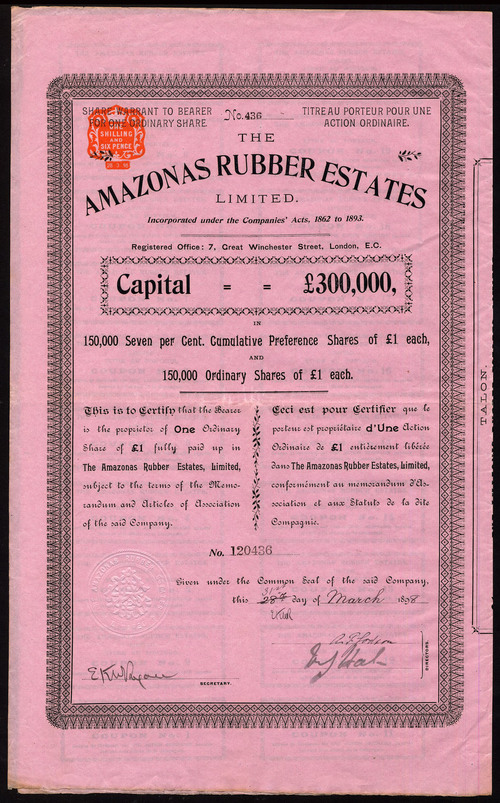 SHARE WARRANT TO BEARER
FOR ONE ORDINARY SHARE.
No. 436
TITRE AU PORTEUR POUR UNE
ACTION ORDINAIRE.
ONE
SHILLING
AND
SIX PENCE
THE
AMAZONAS RUBBER ESTATES
LIMITED.
Incorporated under the Companies' Acts, 1862 to 1893.
Registered Office: 7, Great Winchester Street, London, E.C.
Capital = = £300,000,
IN
150,000 Seven per Cent. Cumulative Preference Shares of £1 each,
AND
150,000 Ordinary Shares of £1 each.
This is to Certify that the Bearer
is the proprietor of One Ordinary
Share of £1 fully paid up in
The Amazonas Rubber Estates, Limited,
subject to the terms of the Memo-
randum and Articles of Association
of the said Company.
Ceci est pour Certifier que le
porteur est propriétaire d'Une Action
Ordinaire de £1 entièrement libérée
dans The Amazonas Rubber Estates, Limited,
conformément au memorandum d'As-
sociation et aux Statuts de la dite
Compagnie.
No. 120436
Given under the Common Seal of the said Company,
31st
this 28th day of March 1898
DIRECTORS.
SECRETARY.
TALON.